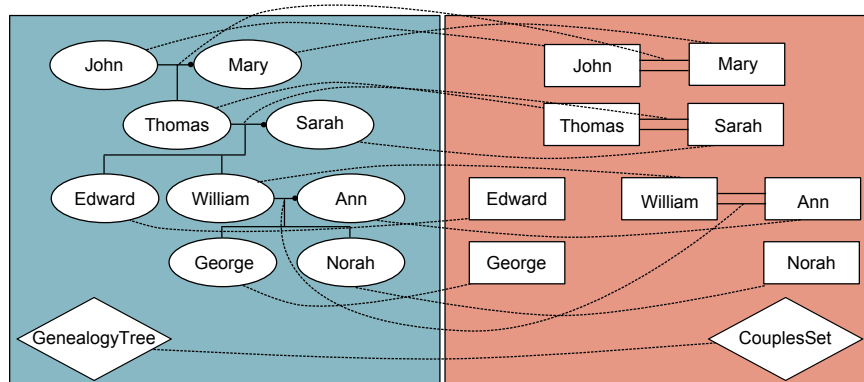 John
Mary
Thomas
Sarah
Edward
William
Ann
George
Norah
GenealogyTree
John
Mary
Thomas
Sarah
Edward
William
Ann
George
Norah
CouplesSet